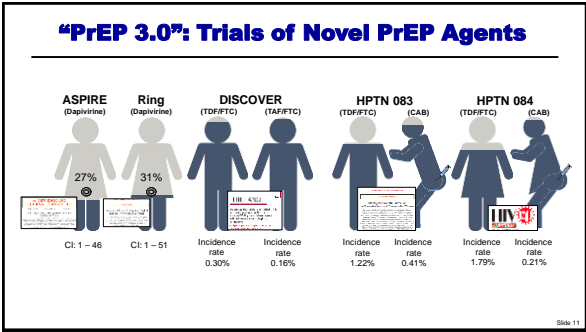 “PrEP 3.0”: Trials of Novel PrEP Agents
ASPIRE
(Dapivirine)
Ring
(Dapivirine)
DISCOVER
(TDF/FTC)
(TAF/FTC)
HPTN 083
(TDF/FTC)
(CAB)
HPTN 084
(TDF/FTC)
(CAB)
27%
31%
HIV
CI: 1 – 46
CI: 1 – 51
Incidence
rate
0.30%
Incidence
rate
0.16%
Incidence
rate
1.22%
Incidence
rate
0.41%
Incidence
rate
1.79%
Incidence
rate
0.21%
Slide 11